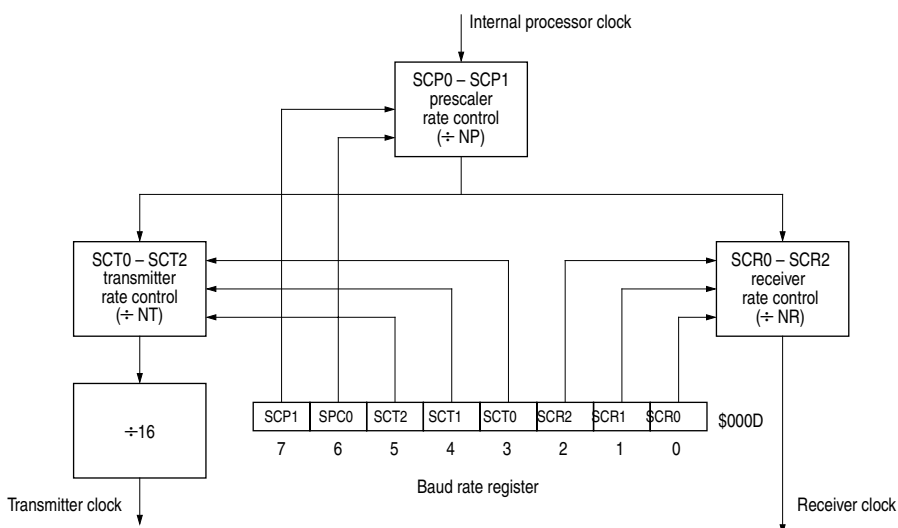 Internal processor clock
SCP0 – SCP1
prescaler
rate control
(÷ NP)
SCT0 – SCT2
transmitter
rate control
(÷ NT)
SCR0 – SCR2
receiver
rate control
(÷ NR)
÷16
SCP1 SPC0 SCT2 SCT1 SCT0 SCR2 SCR1 SCR0 $000D
7 6 5 4 3 2 1 0
Baud rate register
Transmitter clock
Receiver clock